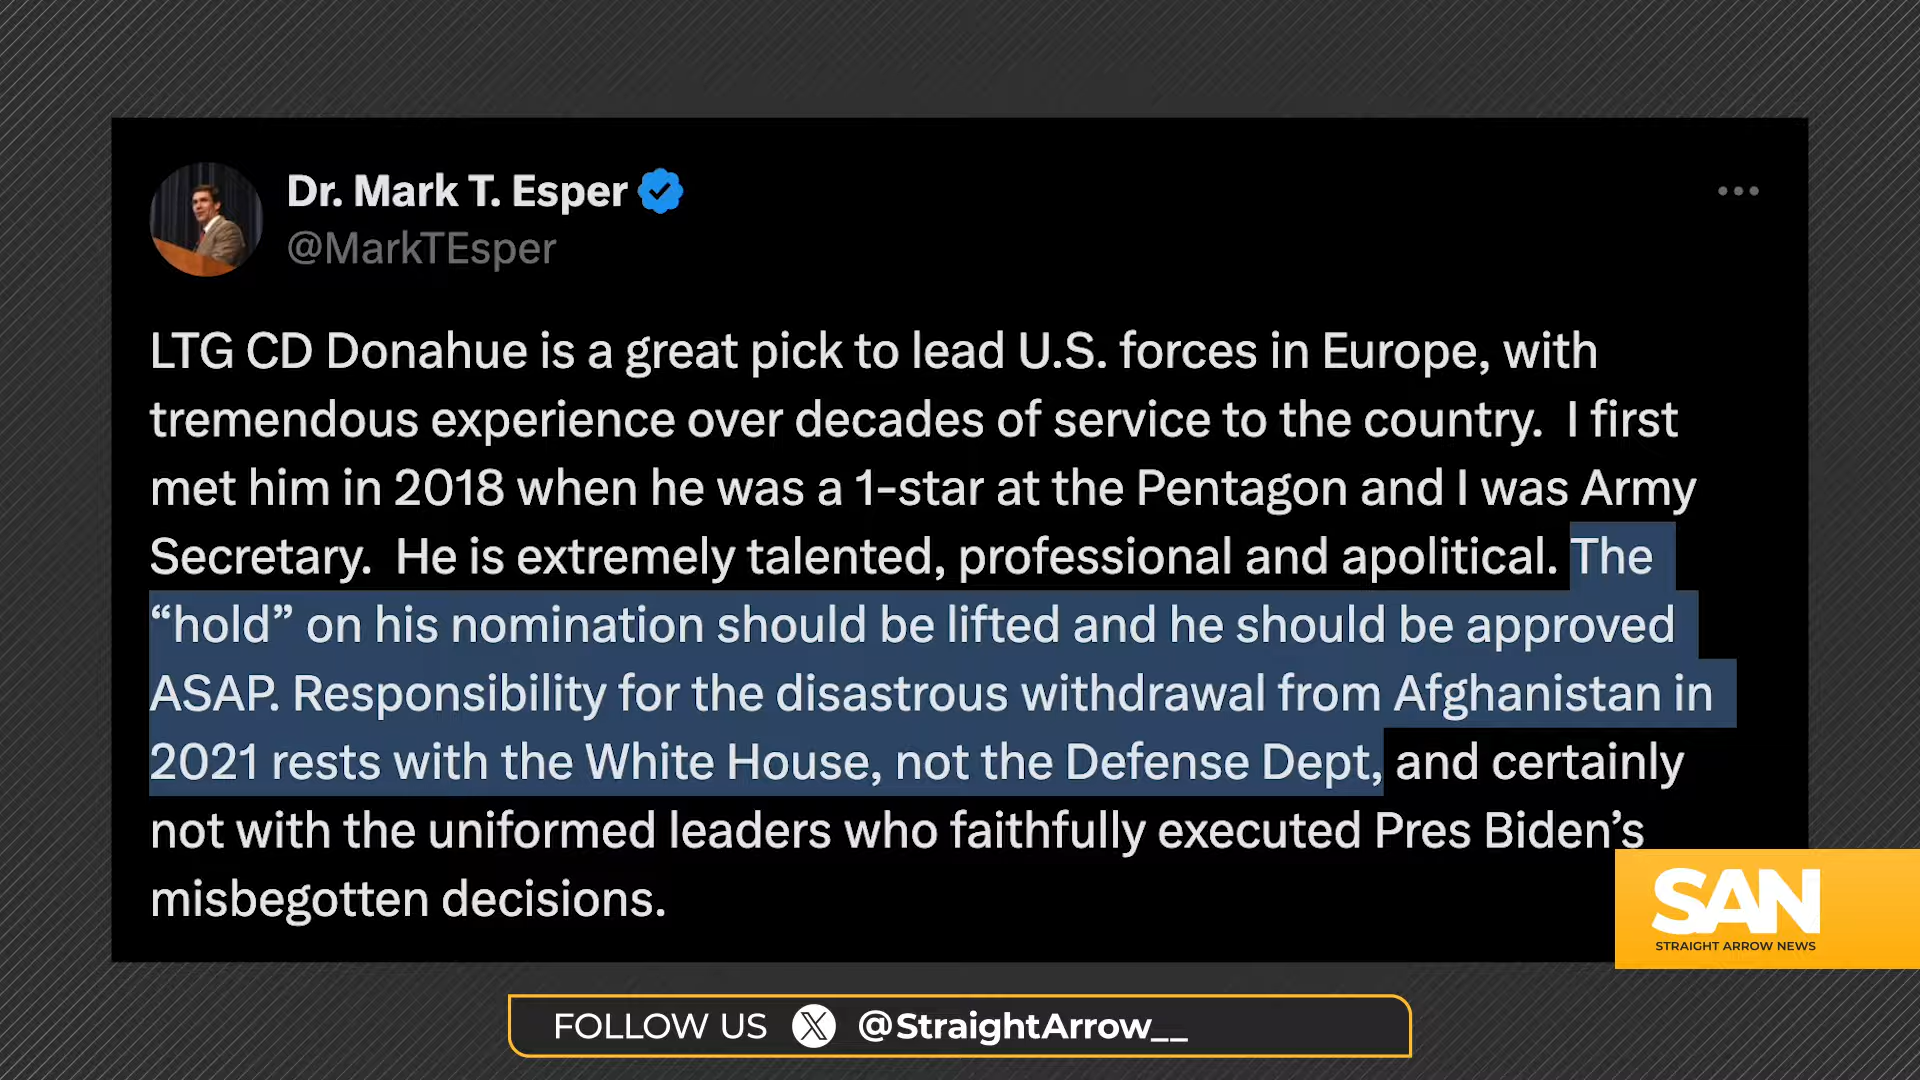 Dr. Mark T. Esper
@MarkTEsper
LTG CD Donahue is a great pick to lead U.S. forces in Europe, with
tremendous experience over decades of service to the country.  I first
met him in 2018 when he was a 1-star at the Pentagon and I was Army
Secretary.  He is extremely talented, professional and apolitical. The
“hold” on his nomination should be lifted and he should be approved
ASAP. Responsibility for the disastrous withdrawal from Afghanistan in
2021 rests with the White House, not the Defense Dept, and certainly
not with the uniformed leaders who faithfully executed Pres Biden’s
misbegotten decisions.
SAN
STRAIGHT ARROW NEWS
FOLLOW US X @StraightArrow__